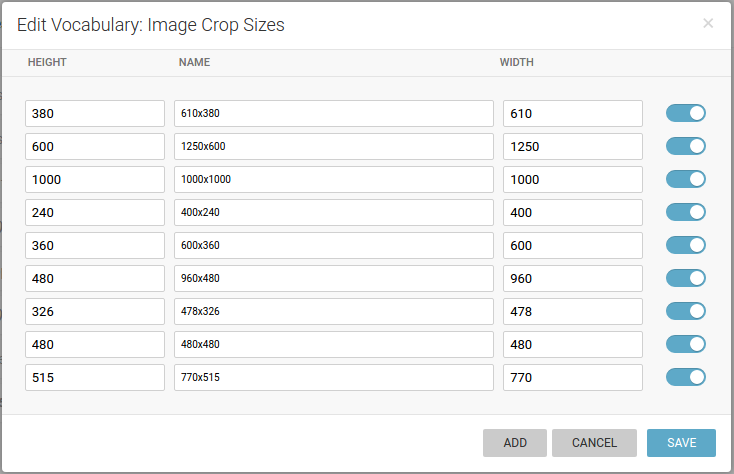 Edit Vocabulary: Image Crop Sizes ×
HEIGHT NAME WIDTH
380 610x380 610
600 1250x600 1250
1000 1000x1000 1000
240 400x240 400
360 600x360 600
480 960x480 960
326 478x326 478
480 480x480 480
515 770x515 770
ADD CANCEL SAVE